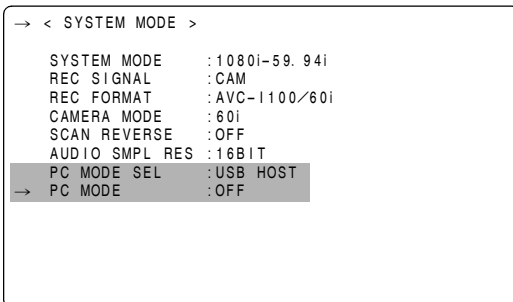 → < SYSTEM MODE >
SYSTEM MODE :1080i–59.94i
REC SIGNAL :CAM
REC FORMAT :AVC–I100/60i
CAMERA MODE :60i
SCAN REVERSE :OFF
AUDIO SMPL RES :16BIT
PC MODE SEL :USB HOST
→ PC MODE :OFF